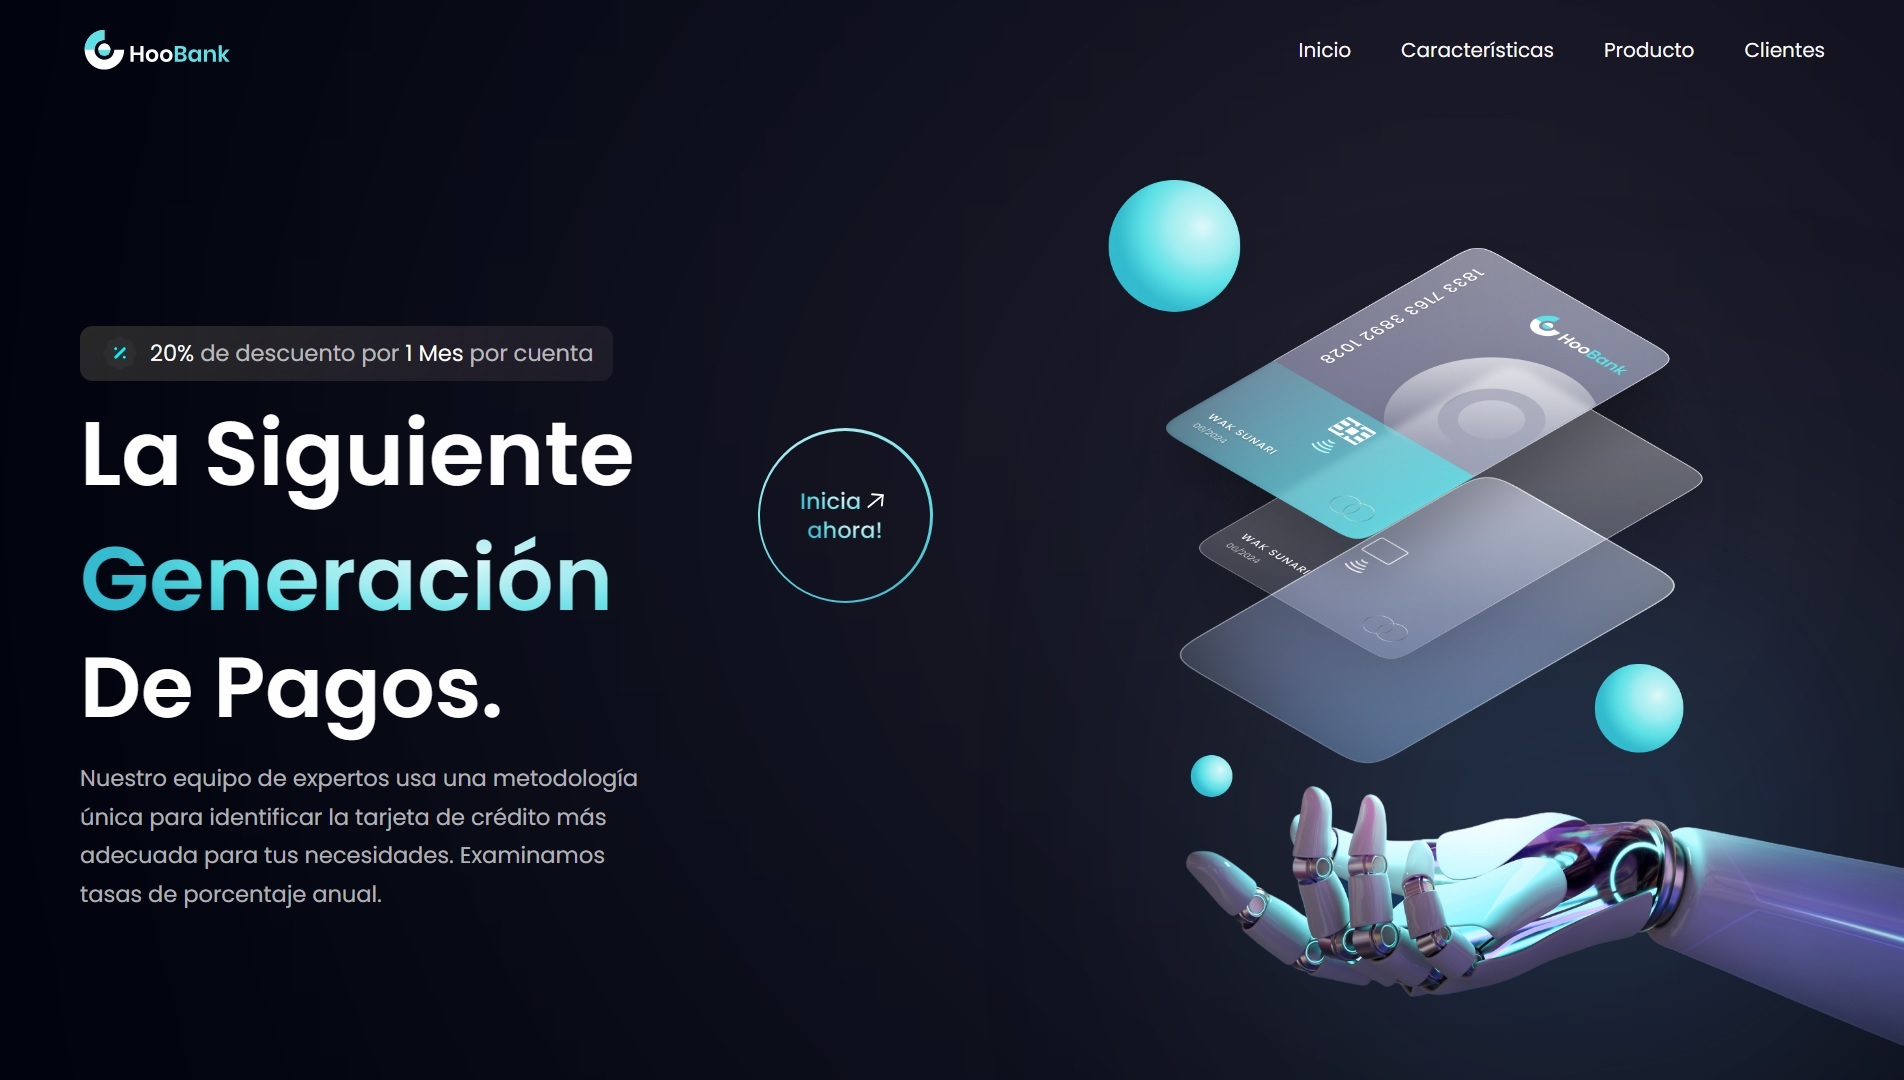 HooBank
Inicio
Características
Producto
Clientes
20% de descuento por 1 Mes por cuenta
La Siguiente
Generación
De Pagos.
Inicia
ahora!
Nuestro equipo de expertos usa una metodología
única para identificar la tarjeta de crédito más
adecuada para tus necesidades. Examinamos
tasas de porcentaje anual.
1833 7163 3892 1028
HooBank
WAK SUNARI
09/2024
WAK SUNARI
09/2024